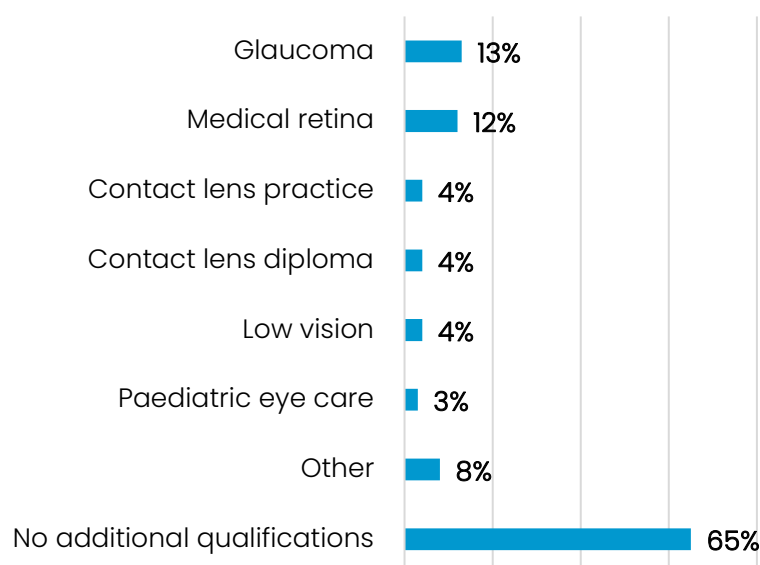 Glaucoma 13%
Medical retina 12%
Contact lens practice 4%
Contact lens diploma 4%
Low vision 4%
Paediatric eye care 3%
Other 8%
No additional qualifications 65%